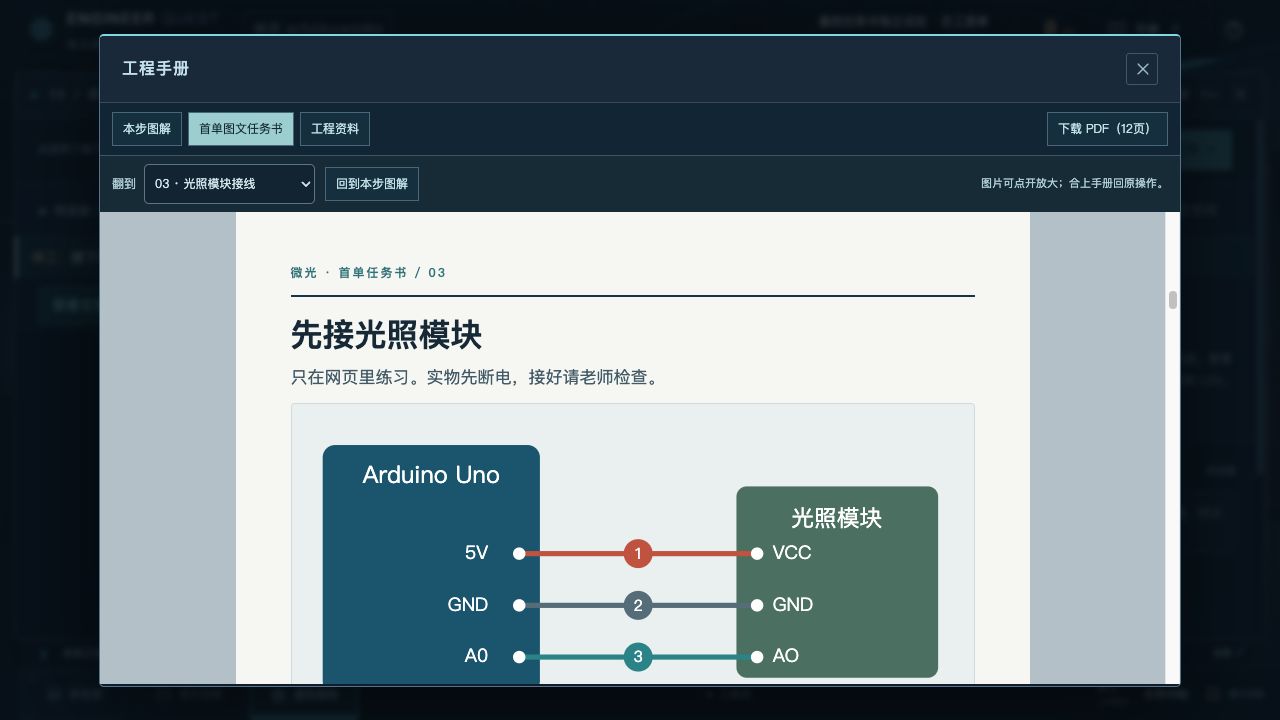 工程手册
本步图解 首单图文任务书 工程资料 下载 PDF（12页）
翻到 03 · 光照模块接线 回到本步图解 图片可点开放大；合上手册回原操作。
微光 · 首单任务书 / 03
先接光照模块
只在网页里练习。实物先断电，接好请老师检查。
Arduino Uno
光照模块
5V 1 VCC
GND 2 GND
A0 3 AO